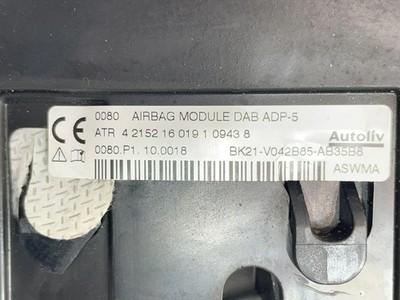 CE
0080 AIRBAG MODULE DAB ADP-5
ATR 4 2152 16 019 1 0943 8
Autoliv
0080.P1. 10.0018 BK21-V042B85-AB35B8
ASWMA